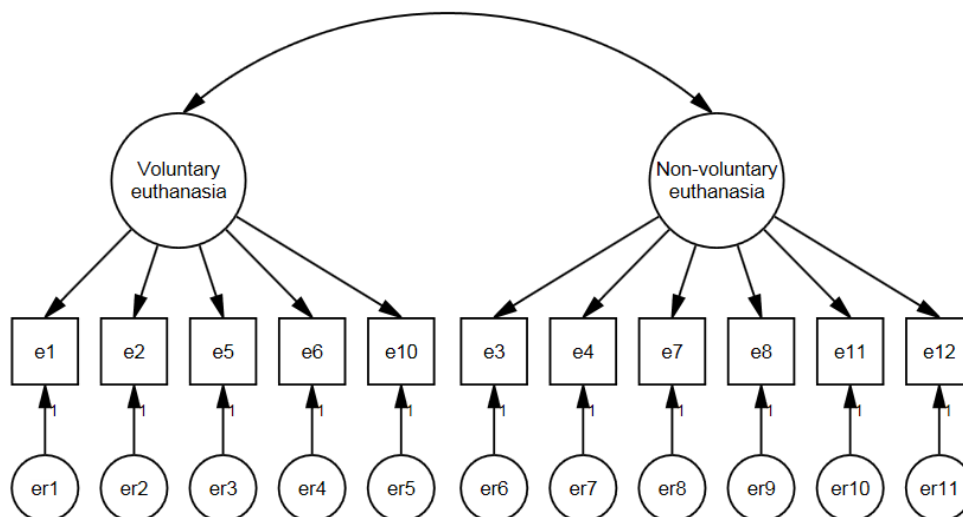 Voluntary
euthanasia
Non-voluntary
euthanasia
e1 e2 e5 e6 e10 e3 e4 e7 e8 e11 e12
1 1 1 1 1 1 1 1 1 1 1
er1 er2 er3 er4 er5 er6 er7 er8 er9 er10 er11